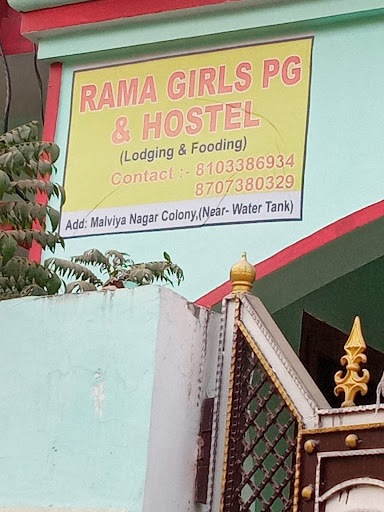 RAMA GIRLS PG
& HOSTEL
(Lodging & Fooding)
Contact :- 8103386934
8707380329
Add: Malviya Nagar Colony,(Near- Water Tank)